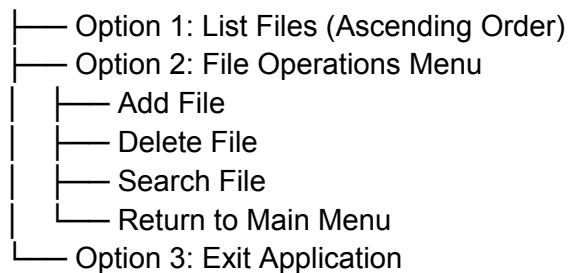 ├── Option 1: List Files (Ascending Order)
├── Option 2: File Operations Menu
│   ├── Add File
│   ├── Delete File
│   ├── Search File
│   └── Return to Main Menu
└── Option 3: Exit Application